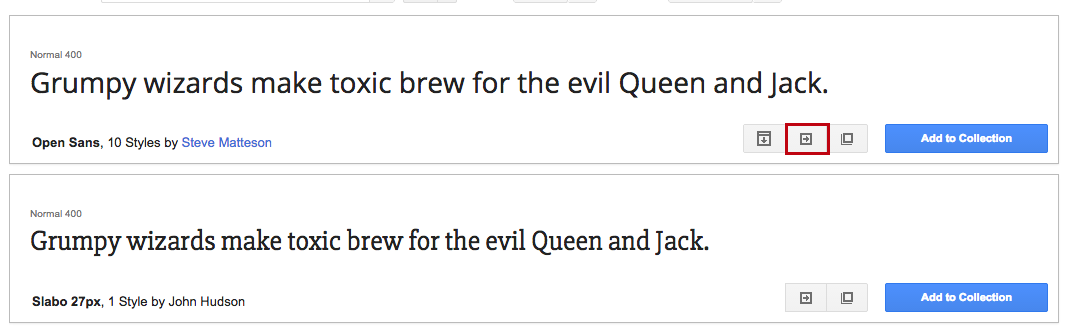 Normal 400
Grumpy wizards make toxic brew for the evil Queen and Jack.
Open Sans, 10 Styles by Steve Matteson
Add to Collection
Normal 400
Grumpy wizards make toxic brew for the evil Queen and Jack.
Slabo 27px, 1 Style by John Hudson
Add to Collection